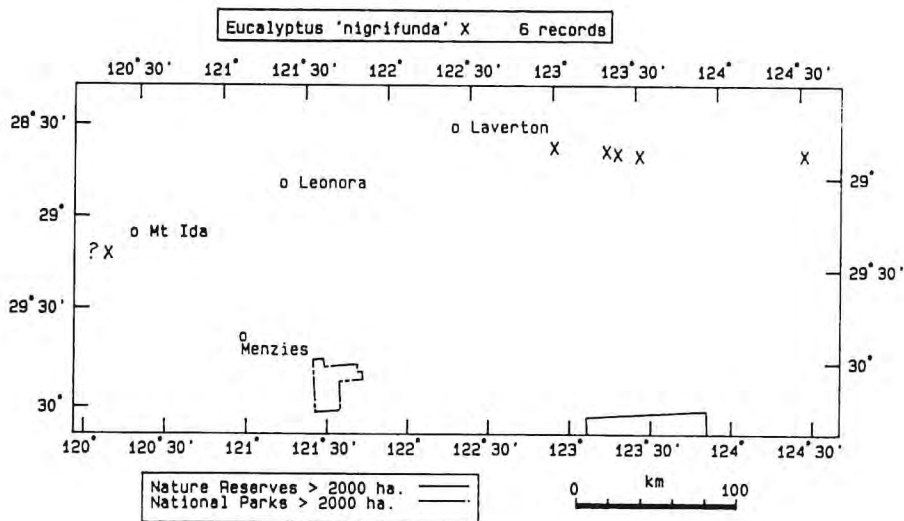 Eucalyptus 'nigrifunda' X 6 records
120°30' 121° 121°30' 122° 122°30' 123° 123°30' 124° 124°30'
28°30'
o Laverton
X X X X X
o Leonora
29°
29°
o Mt Ida
? X
29°30'
29°30'
o
Menzies
30°
30°
120° 120°30' 121° 121°30' 122° 122°30' 123° 123°30' 124° 124°30'
Nature Reserves > 2000 ha.
National Parks > 2000 ha.
km
0 100